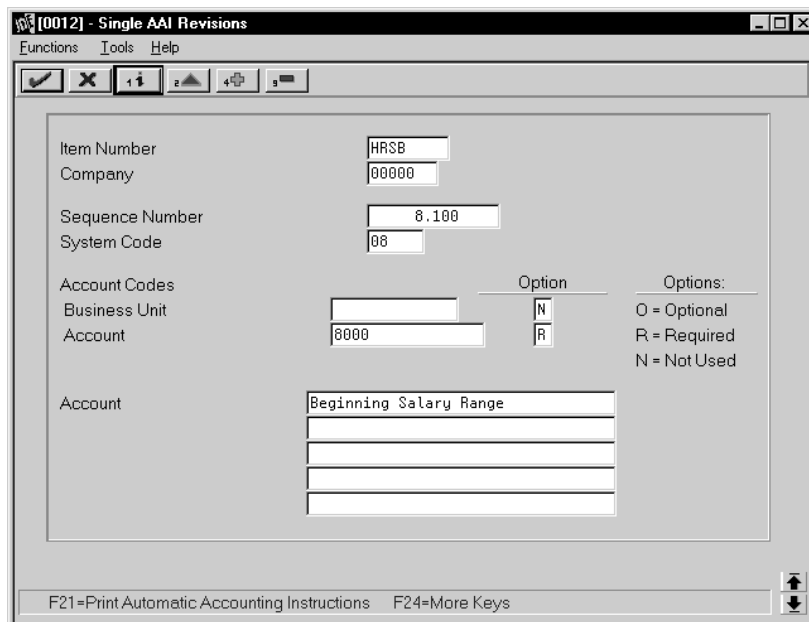 [0012] - Single AAI Revisions
Functions Tools Help
1 i 2 4 9
Item Number HRSB
Company 00000
Sequence Number 8.100
System Code 08
Account Codes Option Options:
Business Unit N O = Optional
Account 8000 R R = Required
N = Not Used
Account Beginning Salary Range
F21=Print Automatic Accounting Instructions F24=More Keys